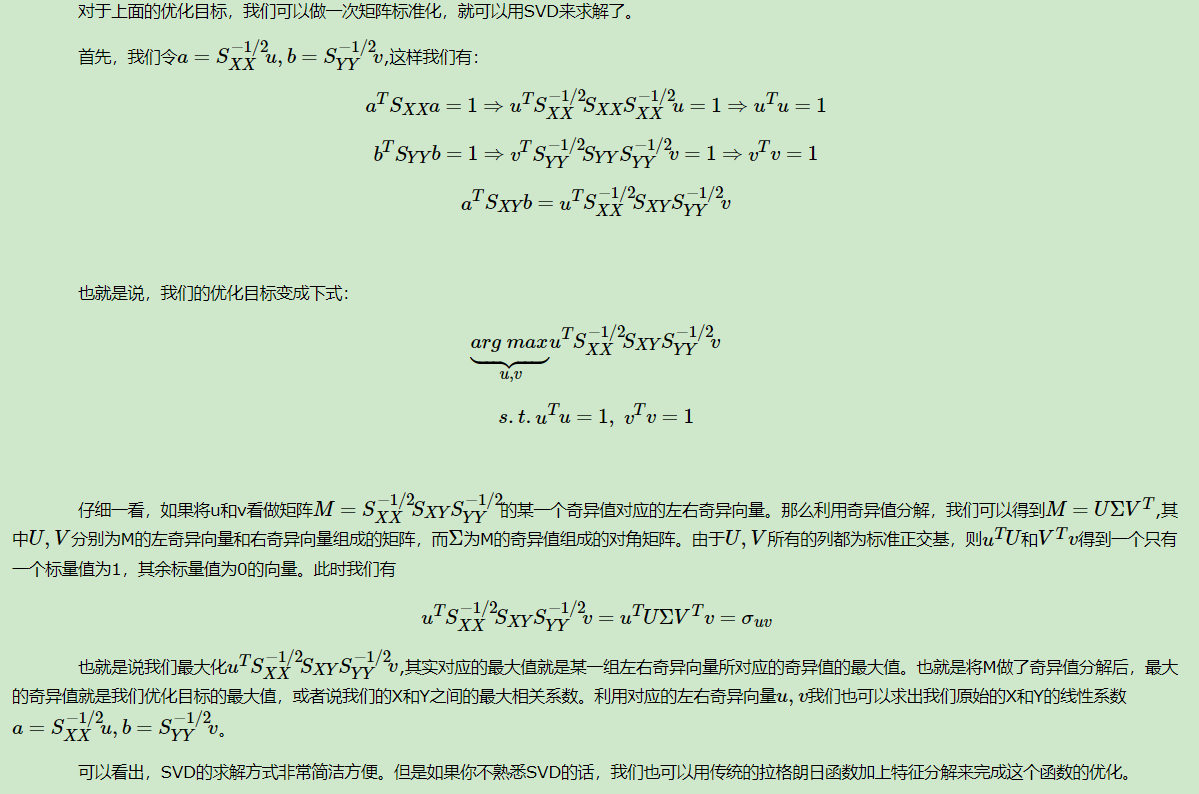 对于上面的优化目标，我们可以做一次矩阵标准化，就可以用SVD来求解了。
首先，我们令$a = S_{XX}^{-1/2}u, b = S_{YY}^{-1/2}v$,这样我们有：
$a^T S_{XX} a = 1 \Rightarrow u^T S_{XX}^{-1/2} S_{XX} S_{XX}^{-1/2} u = 1 \Rightarrow u^T u = 1$
$b^T S_{YY} b = 1 \Rightarrow v^T S_{YY}^{-1/2} S_{YY} S_{YY}^{-1/2} v = 1 \Rightarrow v^T v = 1$
$a^T S_{XY} b = u^T S_{XX}^{-1/2} S_{XY} S_{YY}^{-1/2} v$
也就是说，我们的优化目标变成下式：
$\underbrace{arg\;max}_{u,v} u^T S_{XX}^{-1/2} S_{XY} S_{YY}^{-1/2} v$
$s.t. u^T u = 1, \; v^T v = 1$
仔细一看，如果将u和v看做矩阵$M = S_{XX}^{-1/2} S_{XY} S_{YY}^{-1/2}$的某一个奇异值对应的左右奇异向量。那么利用奇异值分解，我们可以得到$M = U \Sigma V^T$,其
中$U, V$分别为M的左奇异向量和右奇异向量组成的矩阵，而$\Sigma$为M的奇异值组成的对角矩阵。由于$U, V$所有的列都为标准正交基，则$u^T U$和$V^T v$得到一个只有
一个标量值为1，其余标量值为0的向量。此时我们有
$u^T S_{XX}^{-1/2} S_{XY} S_{YY}^{-1/2} v = u^T U \Sigma V^T v = \sigma_{uv}$
也就是说我们最大化$u^T S_{XX}^{-1/2} S_{XY} S_{YY}^{-1/2} v$,其实对应的最大值就是某一组左右奇异向量所对应的奇异值的最大值。也就是将M做了奇异值分解后，最大
的奇异值就是我们优化目标的最大值，或者说我们的X和Y之间的最大相关系数。利用对应的左右奇异向量$u, v$我们也可以求出我们原始的X和Y的线性系数
$a = S_{XX}^{-1/2}u, b = S_{YY}^{-1/2}v$。
可以看出，SVD的求解方式非常简洁方便。但是如果你不熟悉SVD的话，我们也可以用传统的拉格朗日函数加上特征分解来完成这个函数的优化。